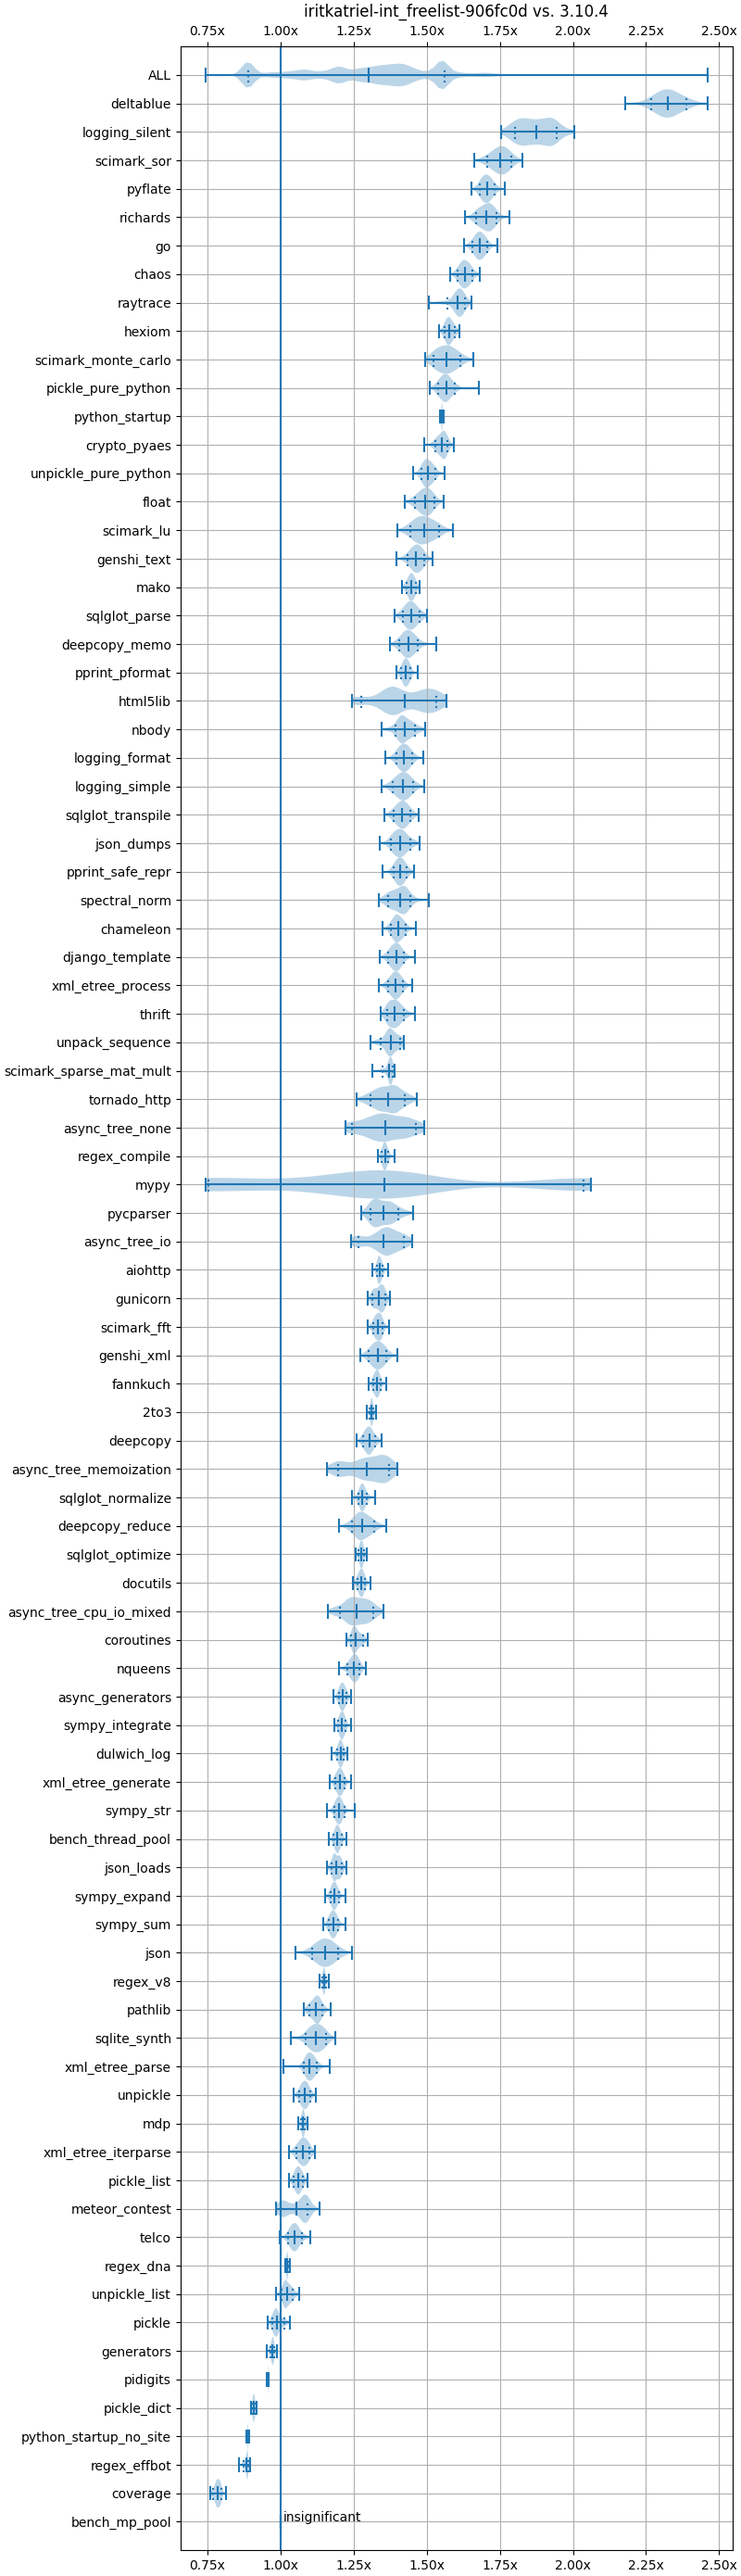 iritkatriel-int_freelist-906fc0d vs. 3.10.4
0.75x 1.00x 1.25x 1.50x 1.75x 2.00x 2.25x 2.50x
ALL
deltablue
logging_silent
scimark_sor
pyflate
richards
go
chaos
raytrace
hexiom
scimark_monte_carlo
pickle_pure_python
python_startup
crypto_pyaes
unpickle_pure_python
float
scimark_lu
genshi_text
mako
sqlglot_parse
deepcopy_memo
pprint_pformat
html5lib
nbody
logging_format
logging_simple
sqlglot_transpile
json_dumps
pprint_safe_repr
spectral_norm
chameleon
django_template
xml_etree_process
thrift
unpack_sequence
scimark_sparse_mat_mult
tornado_http
async_tree_none
regex_compile
mypy
pycparser
async_tree_io
aiohttp
gunicorn
scimark_fft
genshi_xml
fannkuch
2to3
deepcopy
async_tree_memoization
sqlglot_normalize
deepcopy_reduce
sqlglot_optimize
docutils
async_tree_cpu_io_mixed
coroutines
nqueens
async_generators
sympy_integrate
dulwich_log
xml_etree_generate
sympy_str
bench_thread_pool
json_loads
sympy_expand
sympy_sum
json
regex_v8
pathlib
sqlite_synth
xml_etree_parse
unpickle
mdp
xml_etree_iterparse
pickle_list
meteor_contest
telco
regex_dna
unpickle_list
pickle
generators
pidigits
pickle_dict
python_startup_no_site
regex_effbot
coverage
bench_mp_pool insignificant
0.75x 1.00x 1.25x 1.50x 1.75x 2.00x 2.25x 2.50x